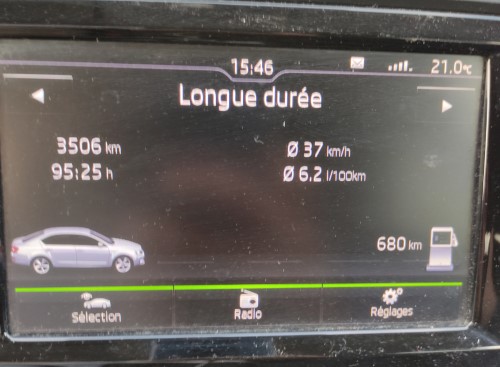 15:46 21.0°C
Longue durée
3506 km Ø 37 km/h
95:25 h Ø 6.2 l/100km
680 km
Sélection Radio Réglages